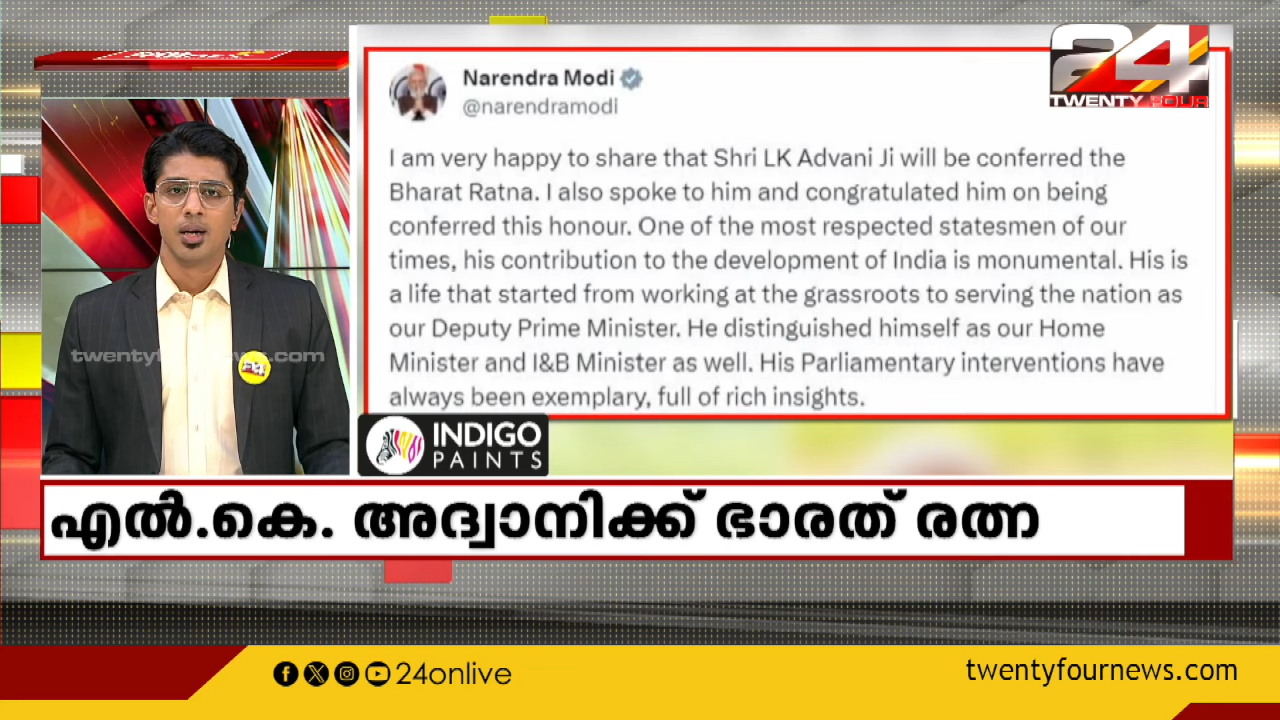 24
TWENTY FOUR
Narendra Modi
@narendramodi
I am very happy to share that Shri LK Advani Ji will be conferred the
Bharat Ratna. I also spoke to him and congratulated him on being
conferred this honour. One of the most respected statesmen of our
times, his contribution to the development of India is monumental. His is
a life that started from working at the grassroots to serving the nation as
our Deputy Prime Minister. He distinguished himself as our Home
Minister and I&B Minister as well. His Parliamentary interventions have
always been exemplary, full of rich insights.
twentyfournews.com
24
INDIGO
PAINTS
എൽ.കെ. അദ്വാനിക്ക് ഭാരത് രത്ന
24onlive
twentyfournews.com